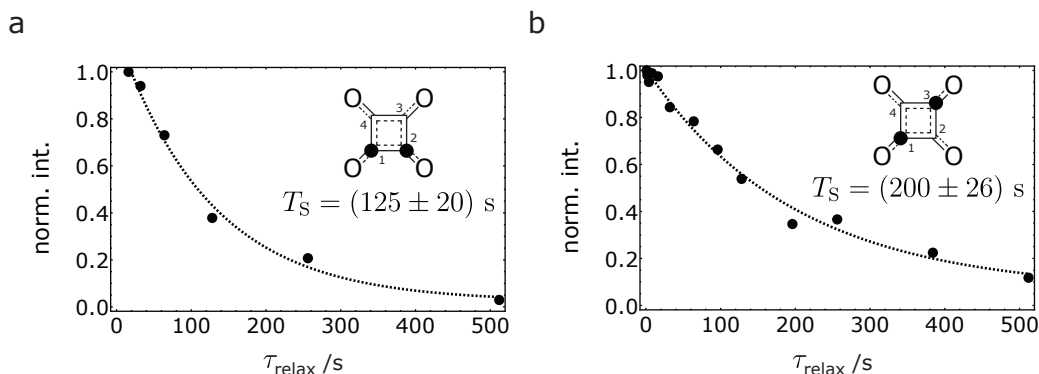 a
norm. int.
1.0
0.8
0.6
0.4
0.2
0.0
O O
3
4
2
1
O O
T_S = (125 ± 20) s
0 100 200 300 400 500
τ_relax /s
b
norm. int.
1.0
0.8
0.6
0.4
0.2
0.0
O O
3
4
2
1
O O
T_S = (200 ± 26) s
0 100 200 300 400 500
τ_relax /s